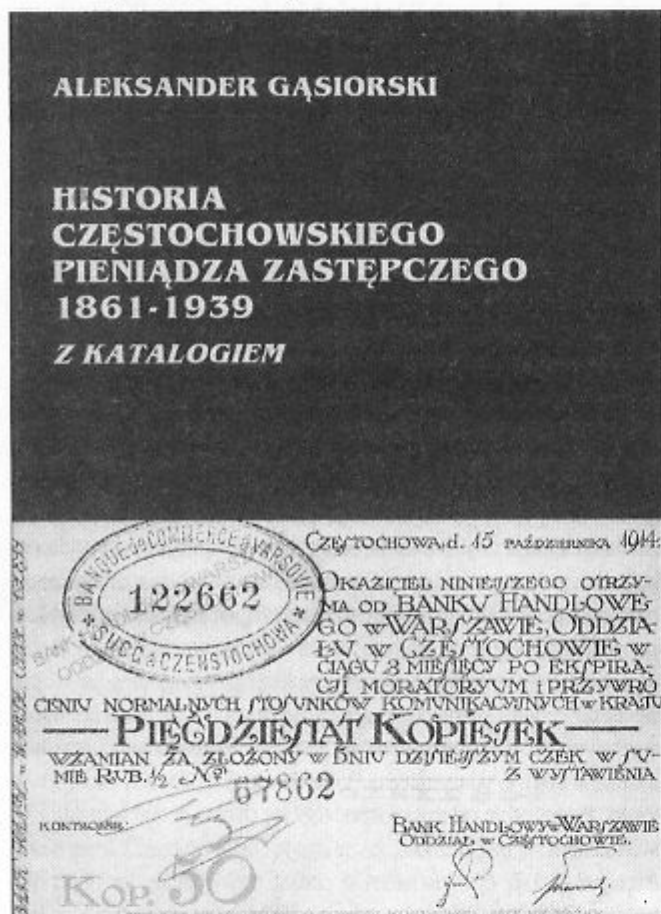 ALEKSANDER GĄSIORSKI
HISTORIA
CZĘSTOCHOWSKIEGO
PIENIĄDZA ZASTĘPCZEGO
1861-1939
Z KATALOGIEM
BANQUE de COMMERCE à VARSOVIE
122662
SUCC. à CZENSTOCHOWA
CZĘSTOCHOWA, d. 15 PAŹDZIERNIKA 1914
OKAZICIEL NINIEJSZEGO OTRZY-
MA OD BANKU HANDLOWE-
GO w WARSZAWIE, ODDZIA-
ŁU w CZĘSTOCHOWIE w
CIĄGU 3 MIESIĘCY PO EKSPIRA-
CJI MORATORYUM i PRZYWRÓ
CENIU NORMALNYCH STOSUNKÓW KOMUNIKACYJNYCH w KRAJU
PIĘĆDZIESIĄT KOPIEJEK
WZAMIAN ZA ZŁOŻONY w DNIU DZISIEJSZYM CZEK w SU-
MIE RUB. ½ Nº 67862 Z WYSTAWIENIA
KONTROLER:
BANK HANDLOWY w WARSZAWIE
ODDZIAŁ w CZĘSTOCHOWIE.
KOP. 50